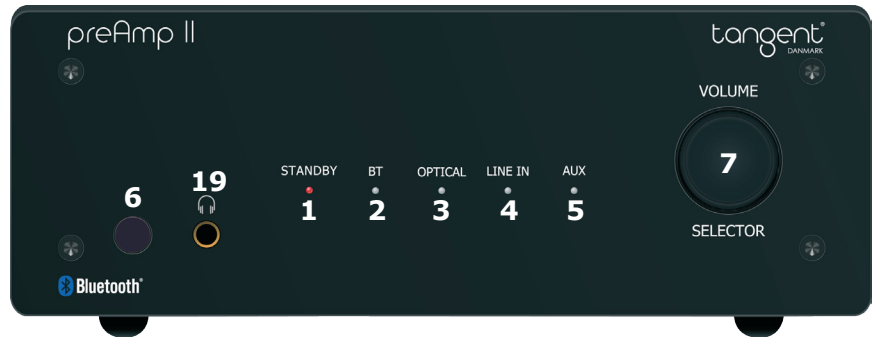 preAmp II
tangent®
DANMARK
VOLUME
7
SELECTOR
6
19
STANDBY BT OPTICAL LINE IN AUX
1 2 3 4 5
Bluetooth®